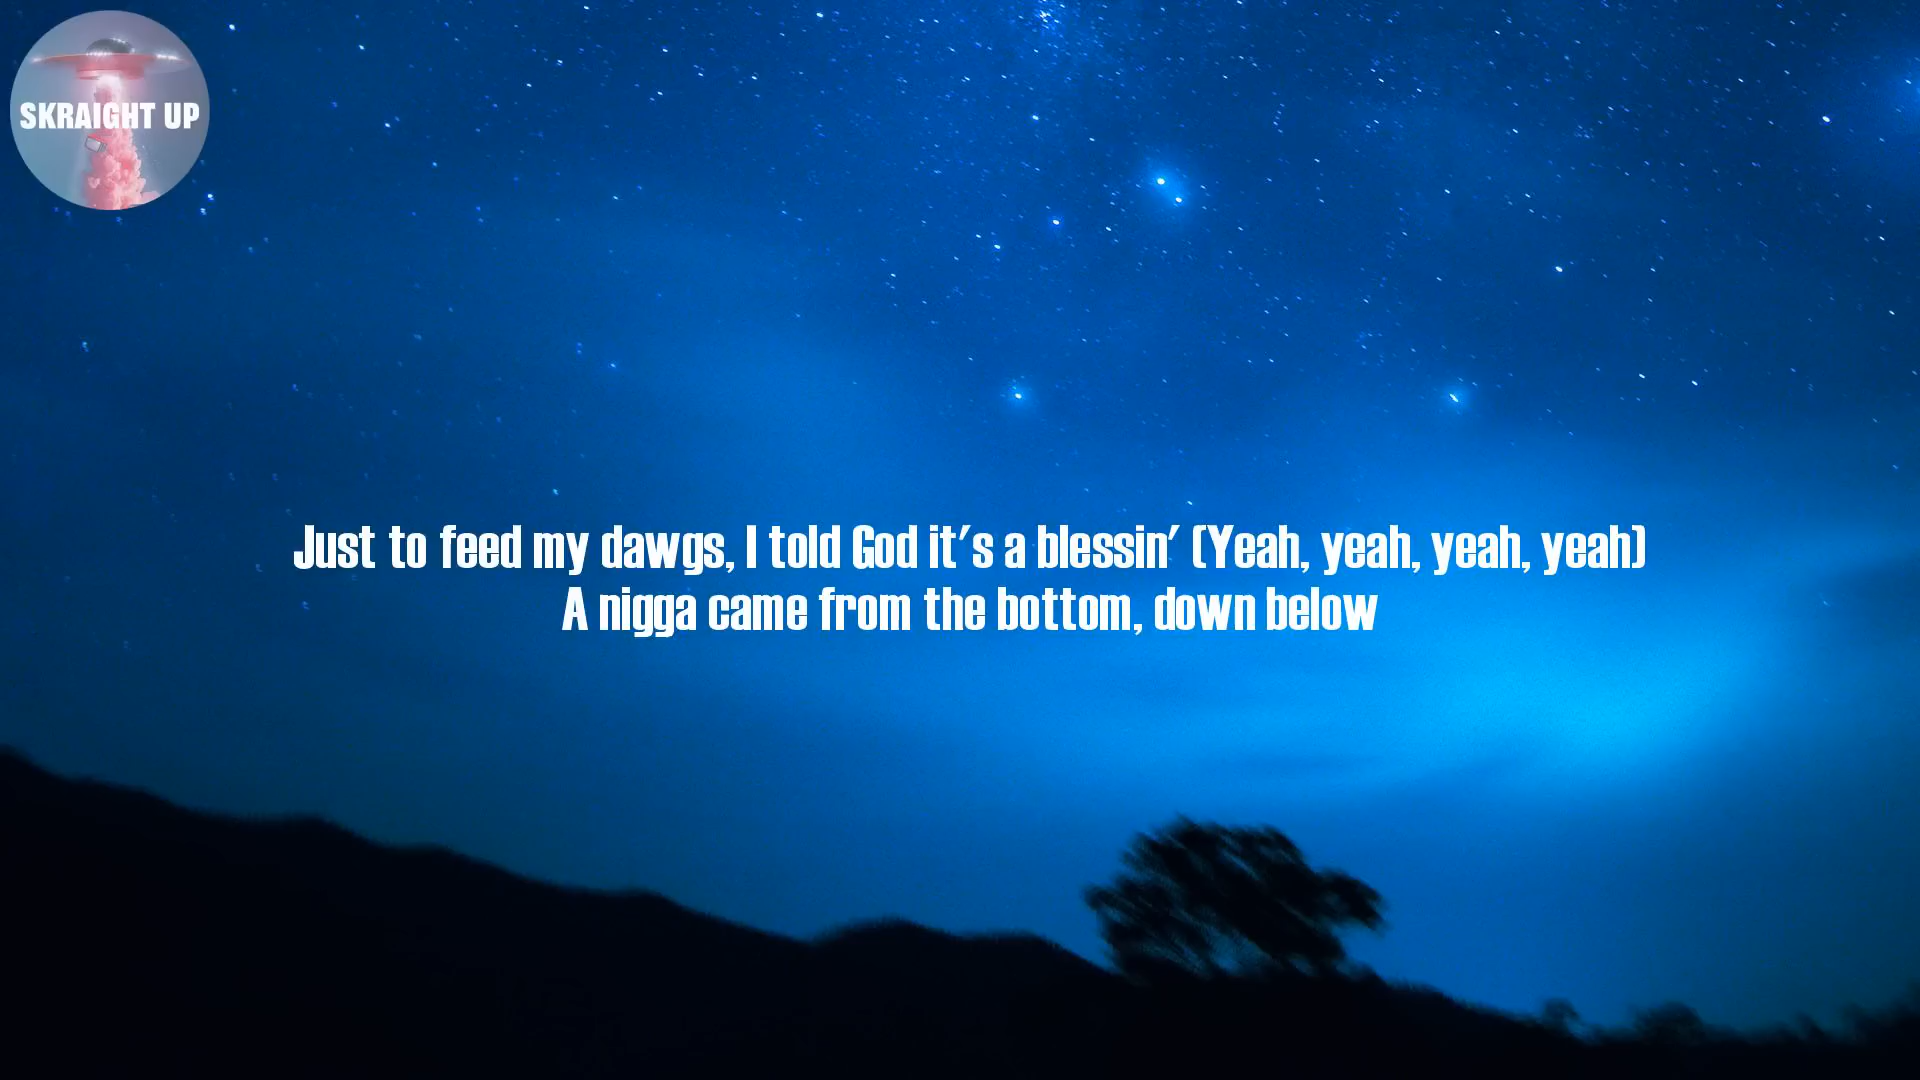 SKRAIGHT UP
Just to feed my dawgs, I told God it's a blessin' (Yeah, yeah, yeah, yeah)
A nigga came from the bottom, down below